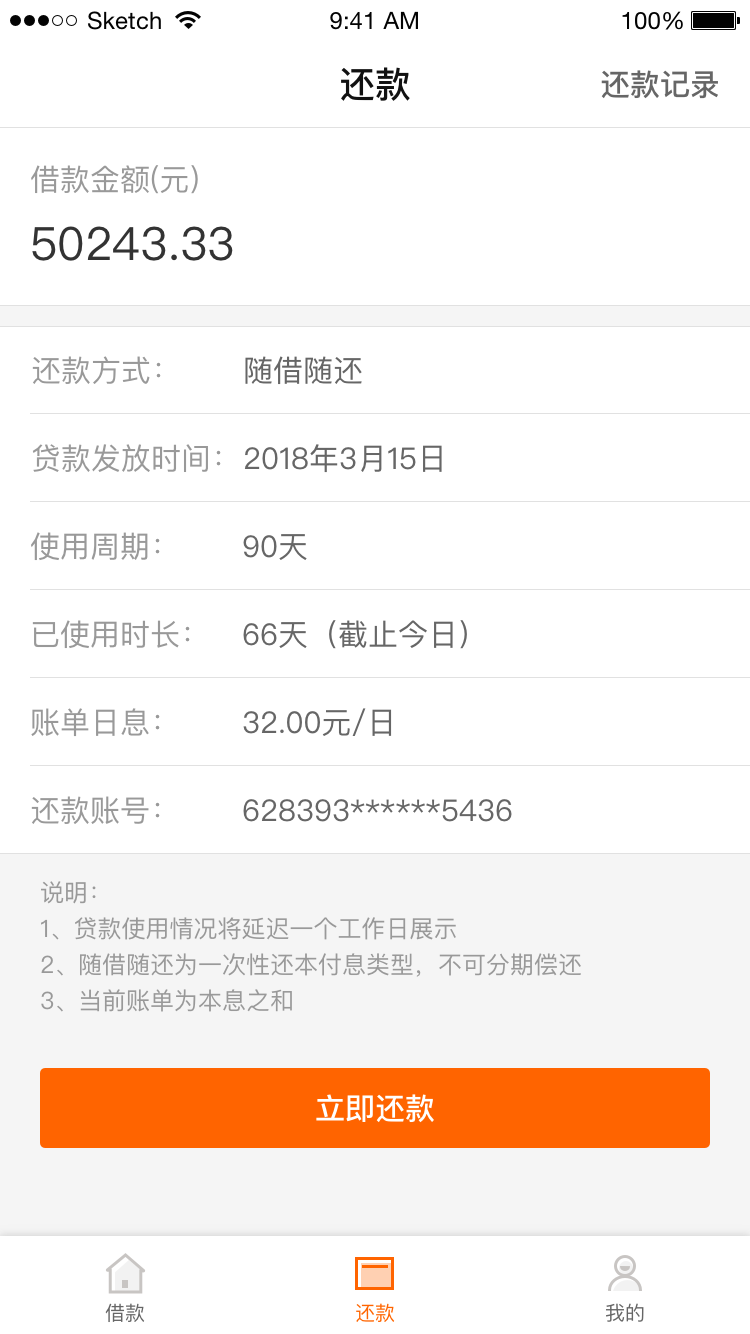 Sketch 9:41 AM 100%
还款 还款记录
借款金额(元)
50243.33
还款方式： 随借随还
贷款发放时间： 2018年3月15日
使用周期： 90天
已使用时长： 66天（截止今日）
账单日息： 32.00元/日
还款账号： 628393******5436
说明：
1、贷款使用情况将延迟一个工作日展示
2、随借随还为一次性还本付息类型，不可分期偿还
3、当前账单为本息之和
立即还款
借款 还款 我的